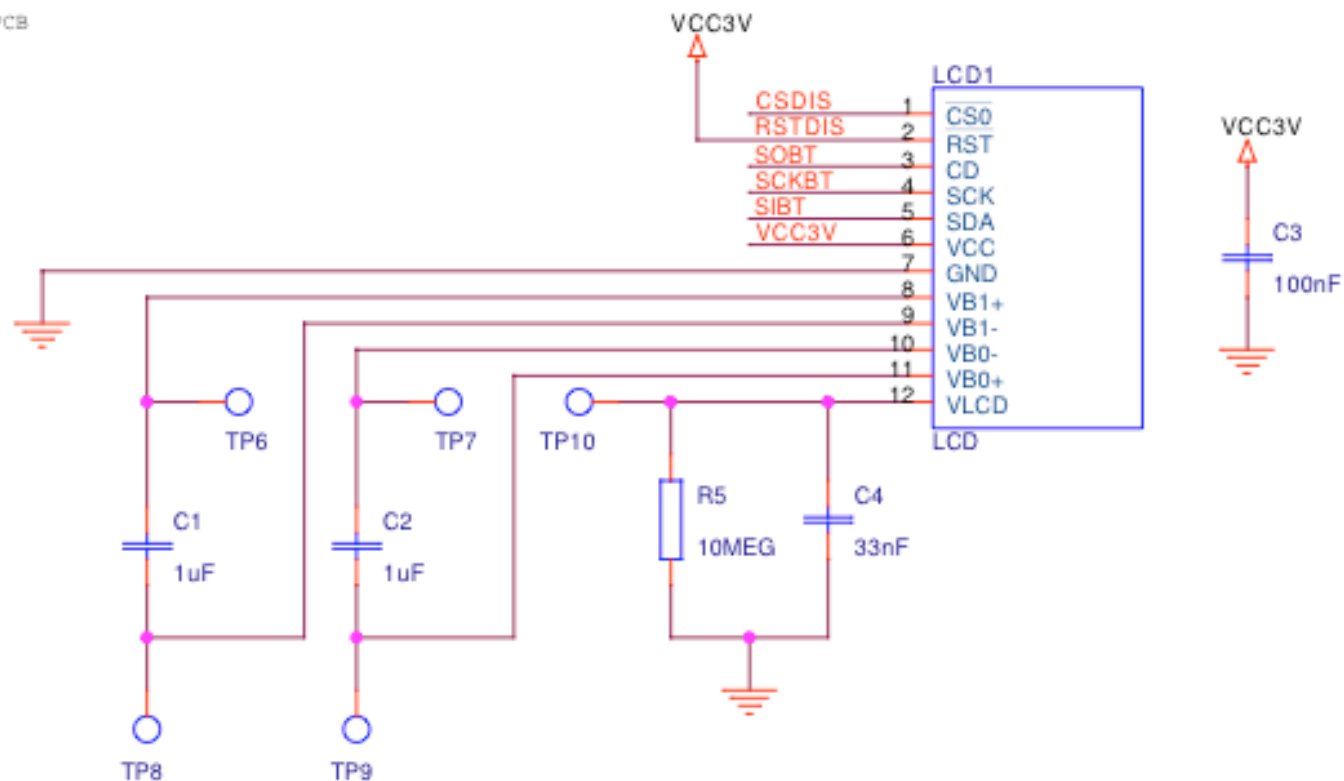 VCC3V
LCD1
CSDIS 1 CS0
RSTDIS 2 RST
SOBT 3 CD
SCKBT 4 SCK
SIBT 5 SDA
VCC3V 6 VCC
7 GND
8 VB1+
9 VB1-
10 VB0-
11 VB0+
12 VLCD
LCD
VCC3V
C3
100nF
TP6
TP7
TP10
C1
1uF
C2
1uF
R5
10MEG
C4
33nF
TP8
TP9